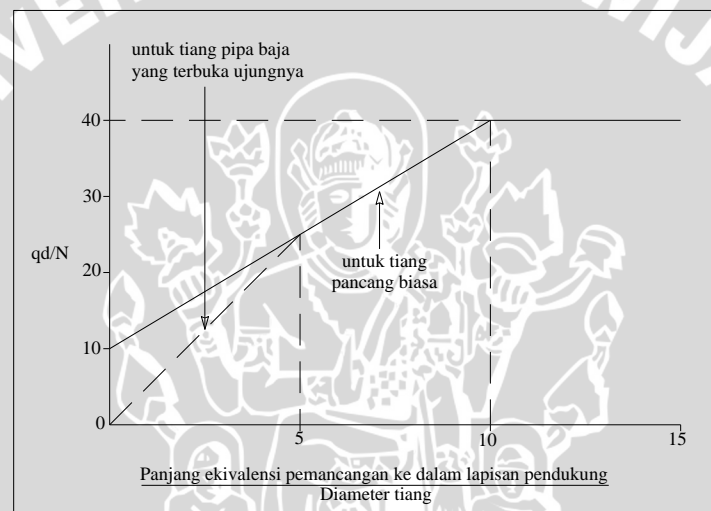 untuk tiang pipa baja
yang terbuka ujungnya
40
30
qd/N
20
10
0
untuk tiang
pancang biasa
5
10
15
Panjang ekivalensi pemancangan ke dalam lapisan pendukung
Diameter tiang